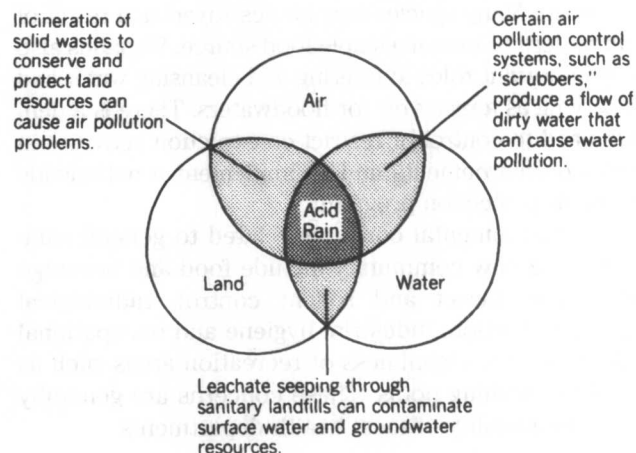 Incineration of
solid wastes to
conserve and
protect land
resources can
cause air pollution
problems.
Certain air
pollution control
systems, such as
"scrubbers,"
produce a flow of
dirty water that
can cause water
pollution.
Air
Acid
Rain
Land
Water
Leachate seeping through
sanitary landfills can contaminate
surface water and groundwater
resources.